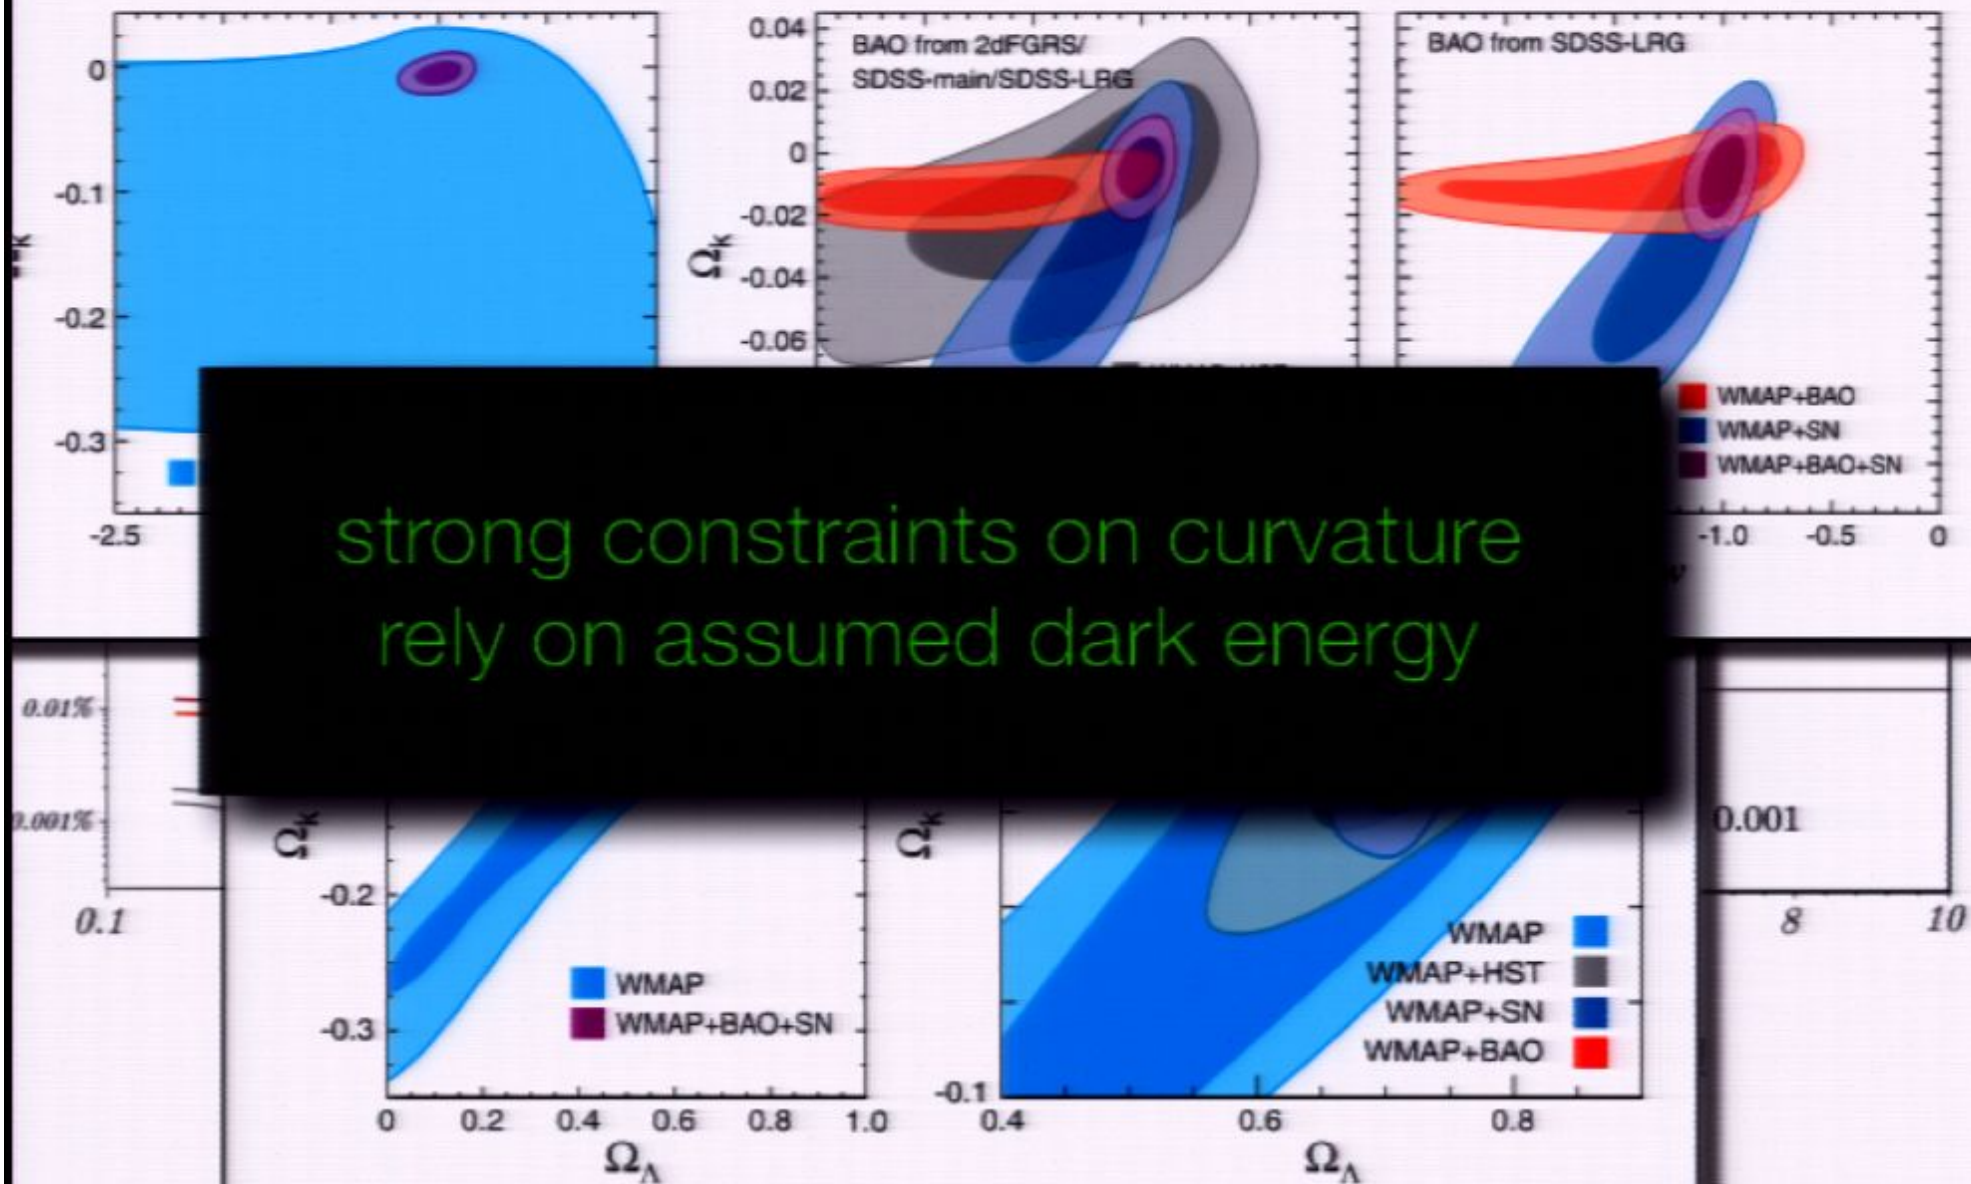 0
-0.1
-0.2
-0.3
-2.5
0.04
0.02
0
-0.02
-0.04
-0.06
Ωk
BAO from 2dFGRS/
SDSS-main/SDSS-LRG
BAO from SDSS-LRG
WMAP+BAO
WMAP+SN
WMAP+BAO+SN
-1.0 -0.5 0
strong constraints on curvature
rely on assumed dark energy
0.01%
0.001%
0.1
Ωk
-0.2
-0.3
WMAP
WMAP+BAO+SN
0 0.2 0.4 0.6 0.8 1.0
ΩΛ
Ωk
-0.1
WMAP
WMAP+HST
WMAP+SN
WMAP+BAO
0.4 0.6 0.8
ΩΛ
0.001
8 10